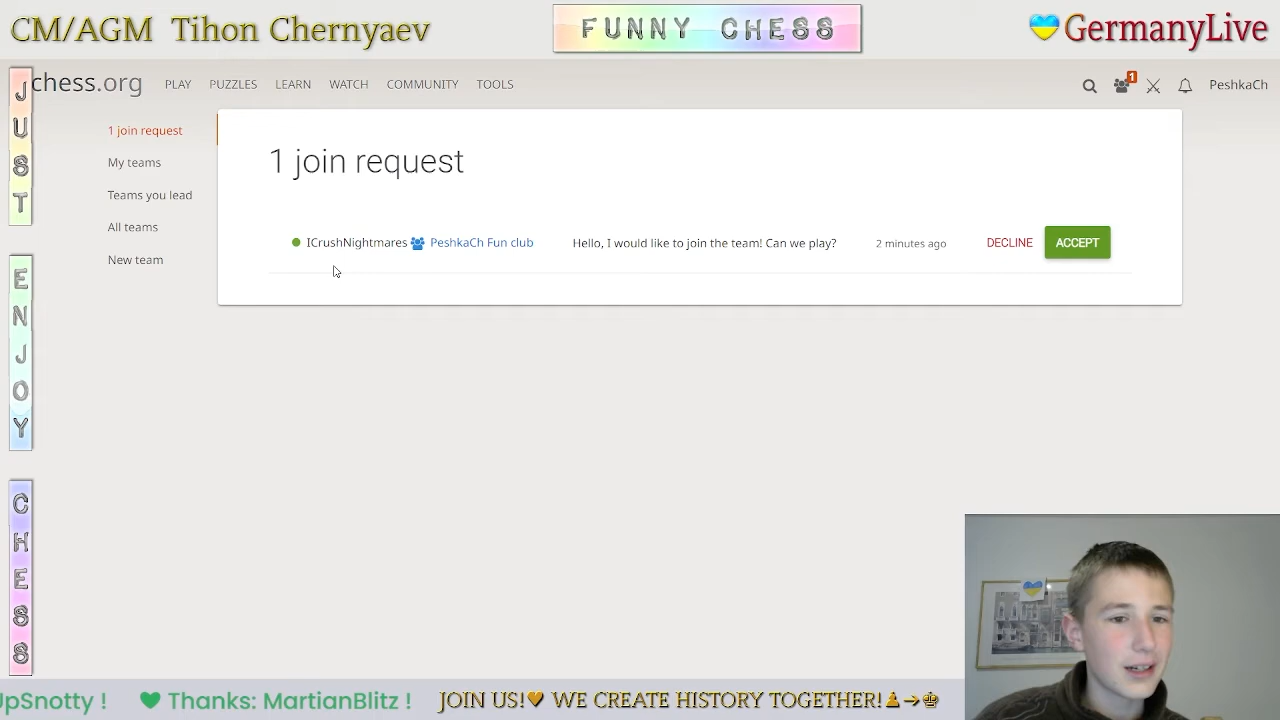 CM/AGM Tihon Chernyaev
FUNNY CHESS
GermanyLive
chess.org
PLAY
PUZZLES
LEARN
WATCH
COMMUNITY
TOOLS
1
PeshkaCh
JUST
ENJOY
CHESS
1 join request
My teams
Teams you lead
All teams
New team
1 join request
ICrushNightmares
PeshkaCh Fun club
Hello, I would like to join the team! Can we play?
2 minutes ago
DECLINE
ACCEPT
UpSnotty ! Thanks: MartianBlitz !
JOIN US! WE CREATE HISTORY TOGETHER!